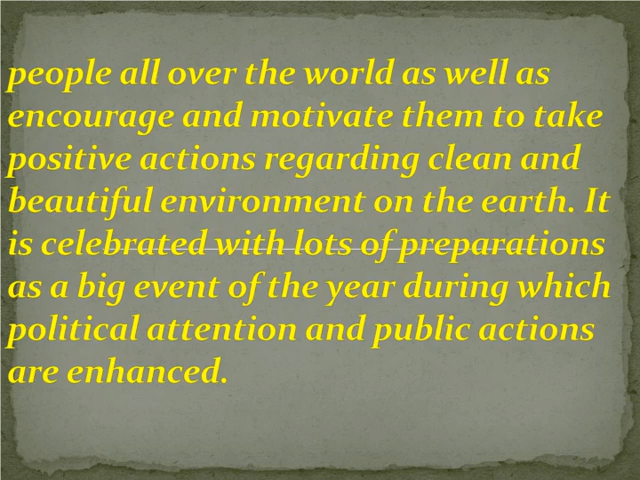 people all over the world as well as
encourage and motivate them to take
positive actions regarding clean and
beautiful environment on the earth. It
is celebrated with lots of preparations
as a big event of the year during which
political attention and public actions
are enhanced.